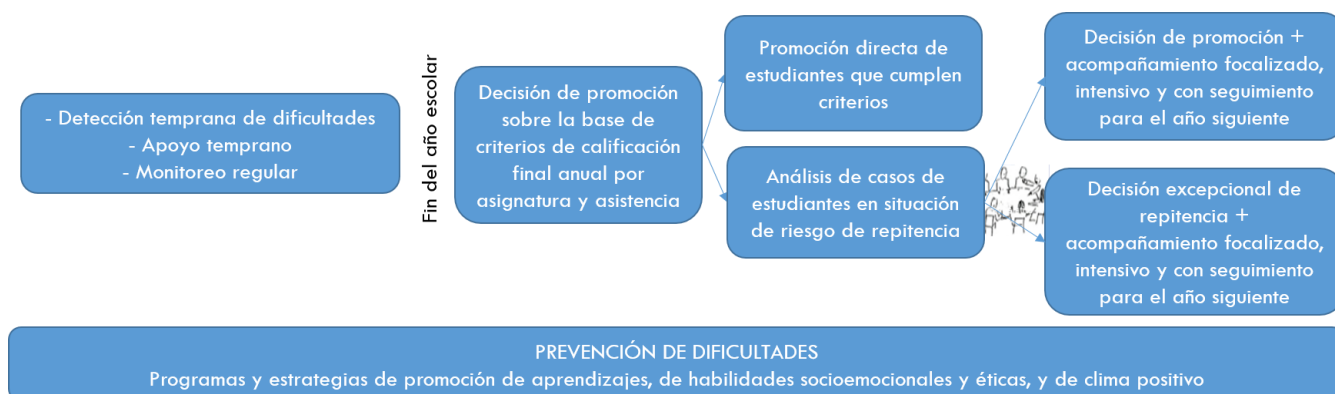 - Detección temprana de dificultades
- Apoyo temprano
- Monitoreo regular
Fin del año escolar
Decisión de promoción
sobre la base de
criterios de calificación
final anual por
asignatura y asistencia
Promoción directa de
estudiantes que cumplen
criterios
Análisis de casos de
estudiantes en situación
de riesgo de repitencia
Decisión de promoción +
acompañamiento focalizado,
intensivo y con seguimiento
para el año siguiente
Decisión excepcional de
repitencia +
acompañamiento focalizado,
intensivo y con seguimiento
para el año siguiente
PREVENCIÓN DE DIFICULTADES
Programas y estrategias de promoción de aprendizajes, de habilidades socioemocionales y éticas, y de clima positivo